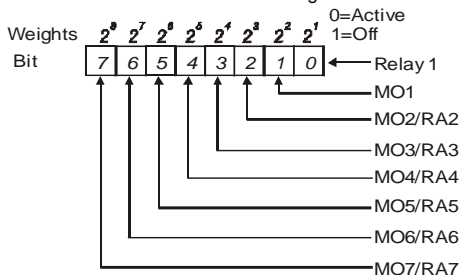 0=Active
Weights 2⁸ 2⁷ 2⁶ 2⁵ 2⁴ 2³ 2² 2¹ 1=Off
Bit 7 6 5 4 3 2 1 0 Relay 1
MO1
MO2/RA2
MO3/RA3
MO4/RA4
MO5/RA5
MO6/RA6
MO7/RA7